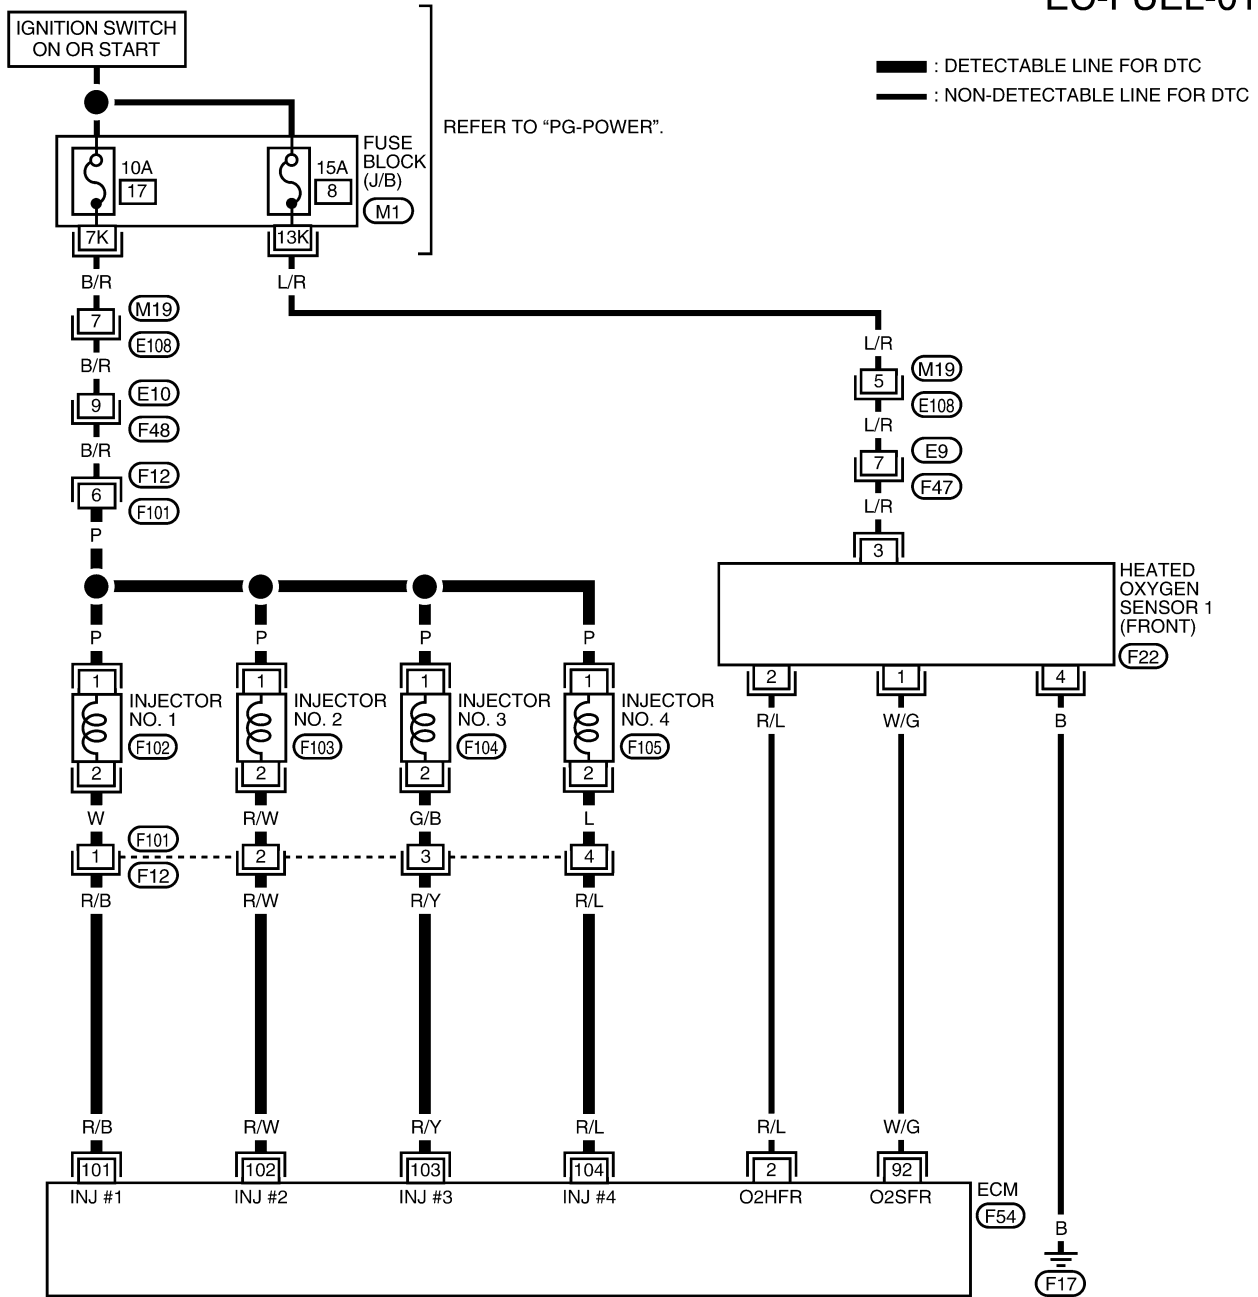 IGNITION SWITCH
ON OR START
: DETECTABLE LINE FOR DTC
: NON-DETECTABLE LINE FOR DTC
REFER TO “PG-POWER”.
FUSE
BLOCK
(J/B)
M1
10A
17
15A
8
7K
13K
B/R
L/R
7
M19
E108
B/R
9
E10
F48
B/R
6
F12
F101
P
L/R
5
M19
E108
L/R
7
E9
F47
L/R
3
HEATED
OXYGEN
SENSOR 1
(FRONT)
F22
2
1
4
R/L
W/G
B
P
P
P
P
1
1
1
1
INJECTOR
NO. 1
F102
INJECTOR
NO. 2
F103
INJECTOR
NO. 3
F104
INJECTOR
NO. 4
F105
2
2
2
2
W
R/W
G/B
L
F101
F12
1
2
3
4
R/B
R/W
R/Y
R/L
R/B
R/W
R/Y
R/L
R/L
W/G
101
102
103
104
2
92
INJ #1
INJ #2
INJ #3
INJ #4
O2HFR
O2SFR
ECM
F54
B
F17